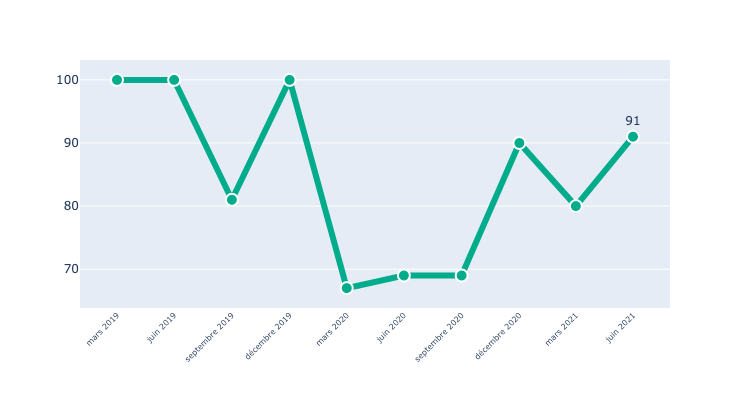 100
90
80
70
91
mars 2019
juin 2019
septembre 2019
décembre 2019
mars 2020
juin 2020
septembre 2020
décembre 2020
mars 2021
juin 2021